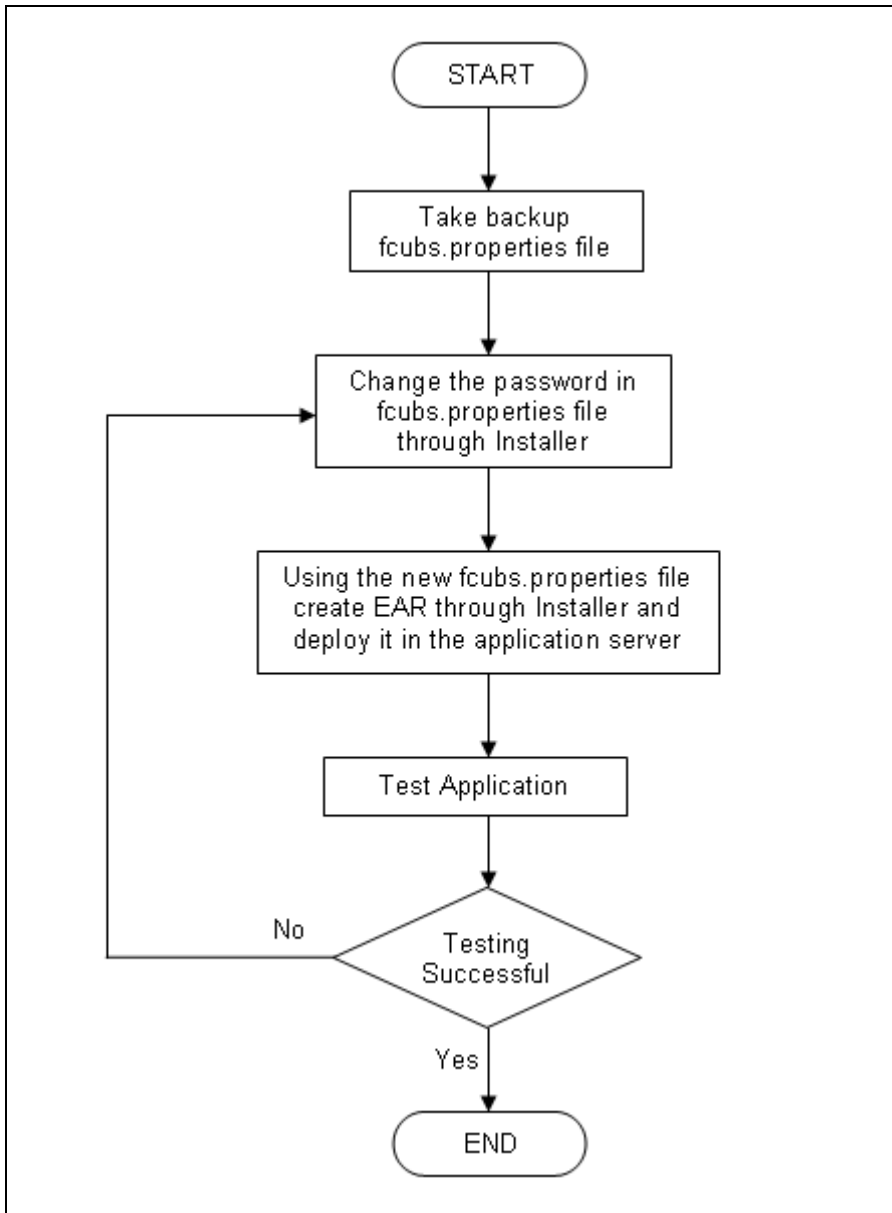 START
Take backup
fcubs.properties file
Change the password in
fcubs.properties file
through Installer
Using the new fcubs.properties file
create EAR through Installer and
deploy it in the application server
Test Application
No
Testing
Successful
Yes
END